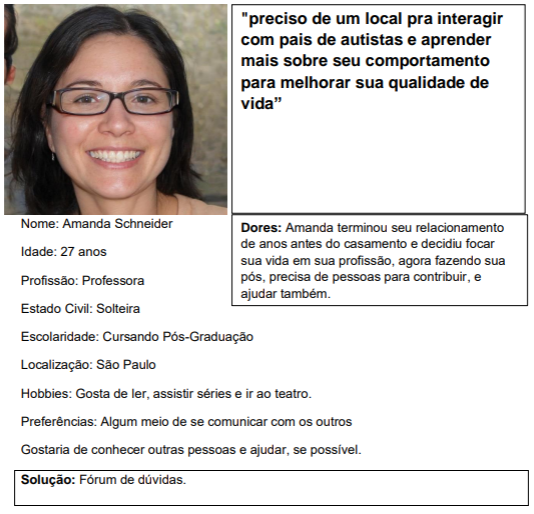 "preciso de um local pra interagir
com pais de autistas e aprender
mais sobre seu comportamento
para melhorar sua qualidade de
vida”
Nome: Amanda Schneider
Idade: 27 anos
Profissão: Professora
Estado Civil: Solteira
Escolaridade: Cursando Pós-Graduação
Localização: São Paulo
Hobbies: Gosta de ler, assistir séries e ir ao teatro.
Preferências: Algum meio de se comunicar com os outros
Gostaria de conhecer outras pessoas e ajudar, se possível.
Dores: Amanda terminou seu relacionamento
de anos antes do casamento e decidiu focar
sua vida em sua profissão, agora fazendo sua
pós, precisa de pessoas para contribuir, e
ajudar também.
Solução: Fórum de dúvidas.